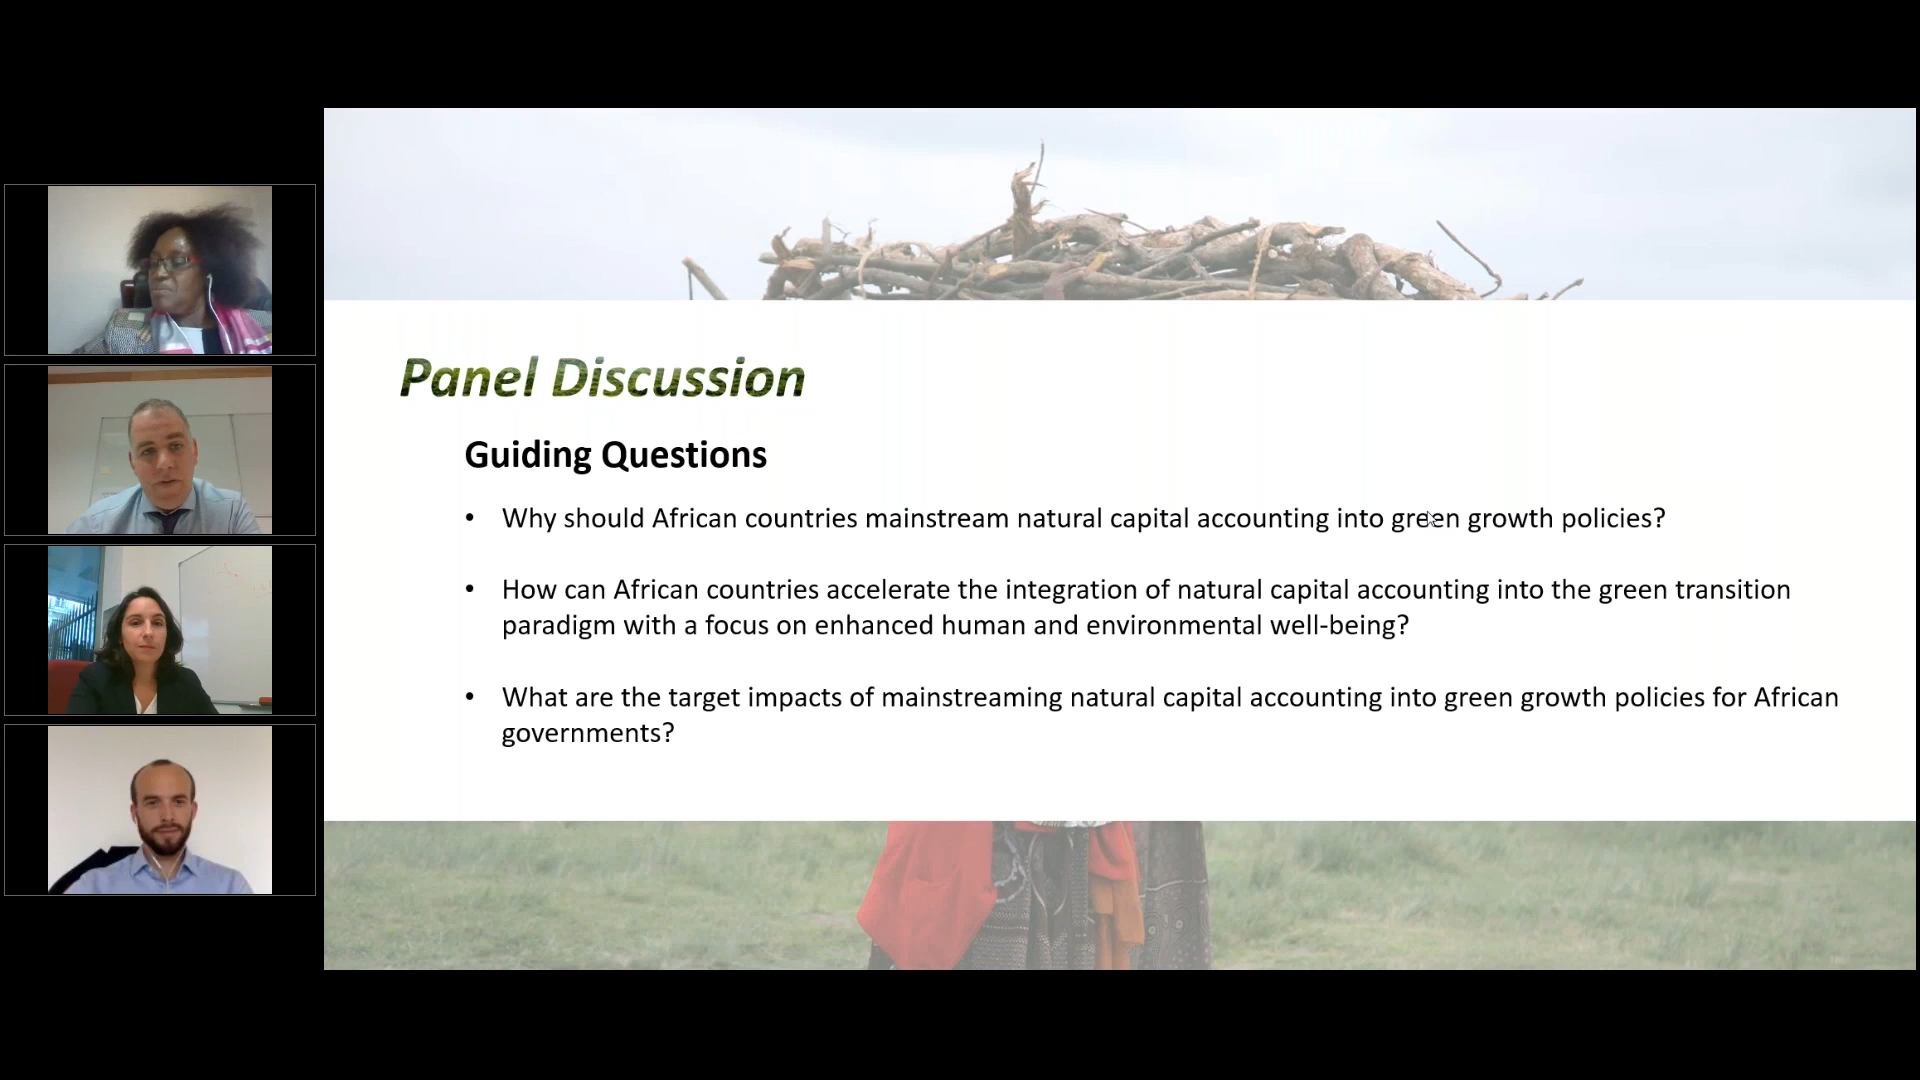 Panel Discussion
Guiding Questions
• Why should African countries mainstream natural capital accounting into green growth policies?
• How can African countries accelerate the integration of natural capital accounting into the green transition
paradigm with a focus on enhanced human and environmental well-being?
• What are the target impacts of mainstreaming natural capital accounting into green growth policies for African
governments?